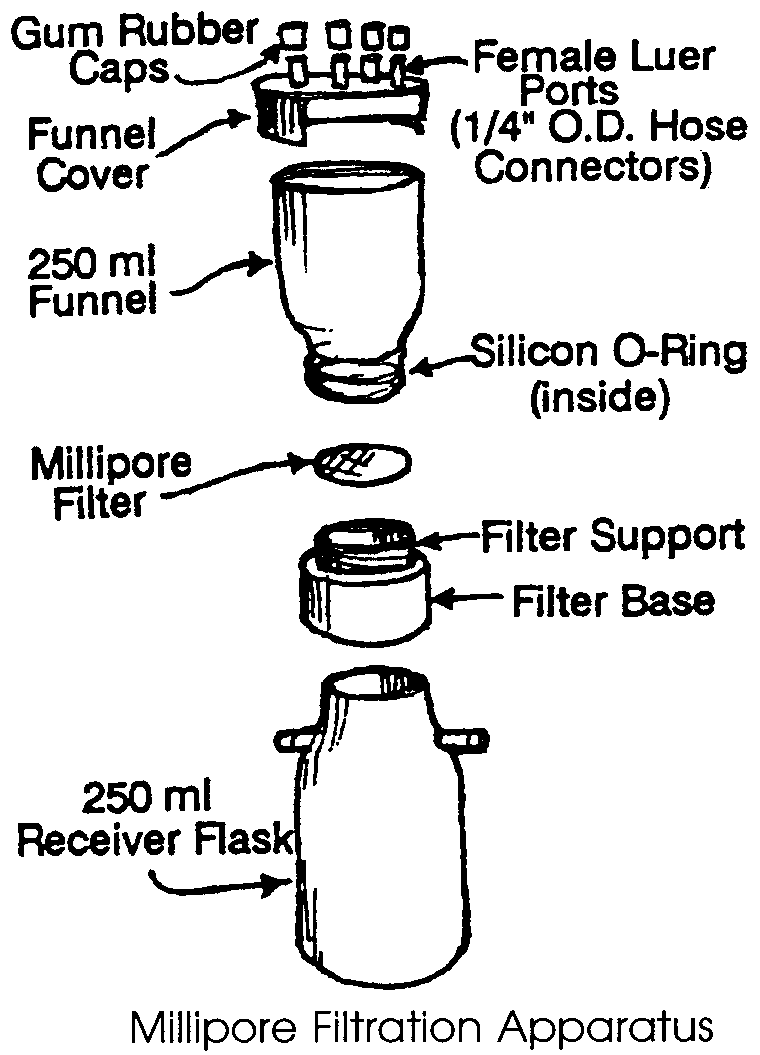 Gum Rubber
Caps
Female Luer
Ports
(1/4" O.D. Hose
Connectors)
Funnel
Cover
250 ml
Funnel
Silicon O-Ring
(inside)
Millipore
Filter
Filter Support
Filter Base
250 ml
Receiver Flask
Millipore Filtration Apparatus